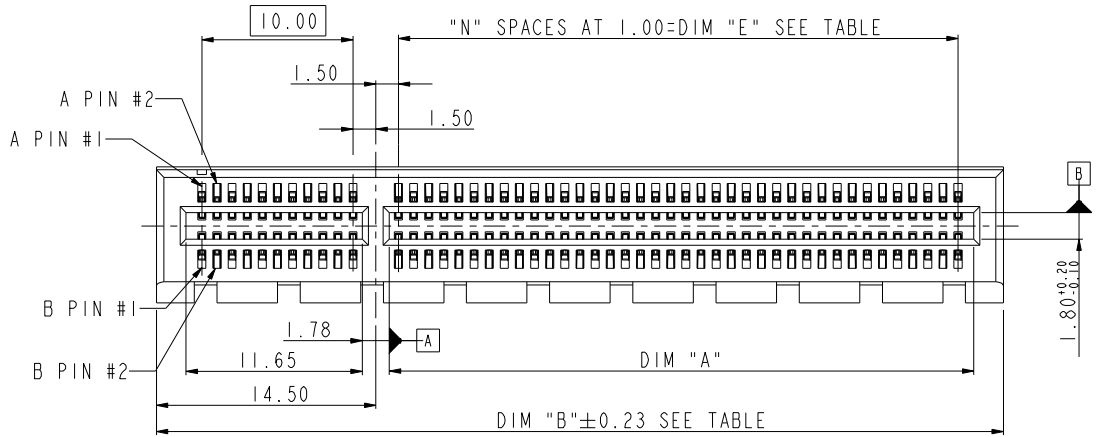 10.00
"N" SPACES AT 1.00=DIM "E" SEE TABLE
1.50
A PIN #2
1.50
A PIN #1
B
1.80 +0.20 -0.10
B PIN #1
1.78
A
11.65
DIM "A"
B PIN #2
14.50
DIM "B"±0.23 SEE TABLE